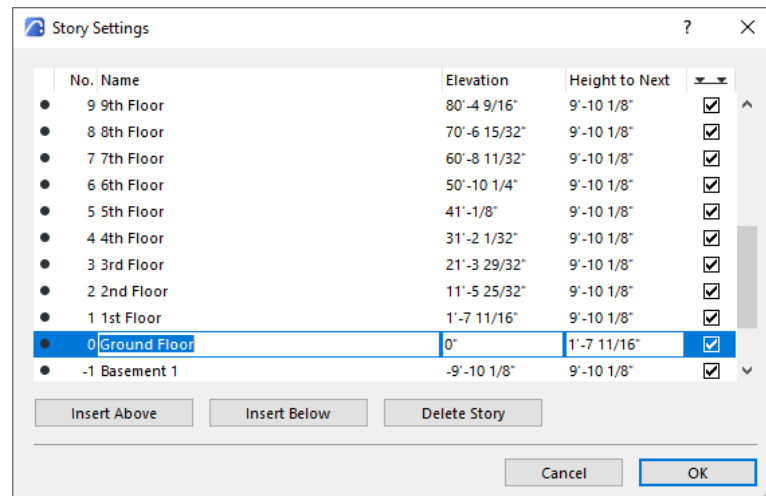 Story Settings ?
No. Name Elevation Height to Next
9 9th Floor 80'-4 9/16" 9'-10 1/8"
8 8th Floor 70'-6 15/32" 9'-10 1/8"
7 7th Floor 60'-8 11/32" 9'-10 1/8"
6 6th Floor 50'-10 1/4" 9'-10 1/8"
5 5th Floor 41'-1/8" 9'-10 1/8"
4 4th Floor 31'-2 1/32" 9'-10 1/8"
3 3rd Floor 21'-3 29/32" 9'-10 1/8"
2 2nd Floor 11'-5 25/32" 9'-10 1/8"
1 1st Floor 1'-7 11/16" 9'-10 1/8"
0 Ground Floor 0" 1'-7 11/16"
-1 Basement 1 -9'-10 1/8" 9'-10 1/8"
Insert Above Insert Below Delete Story
Cancel OK